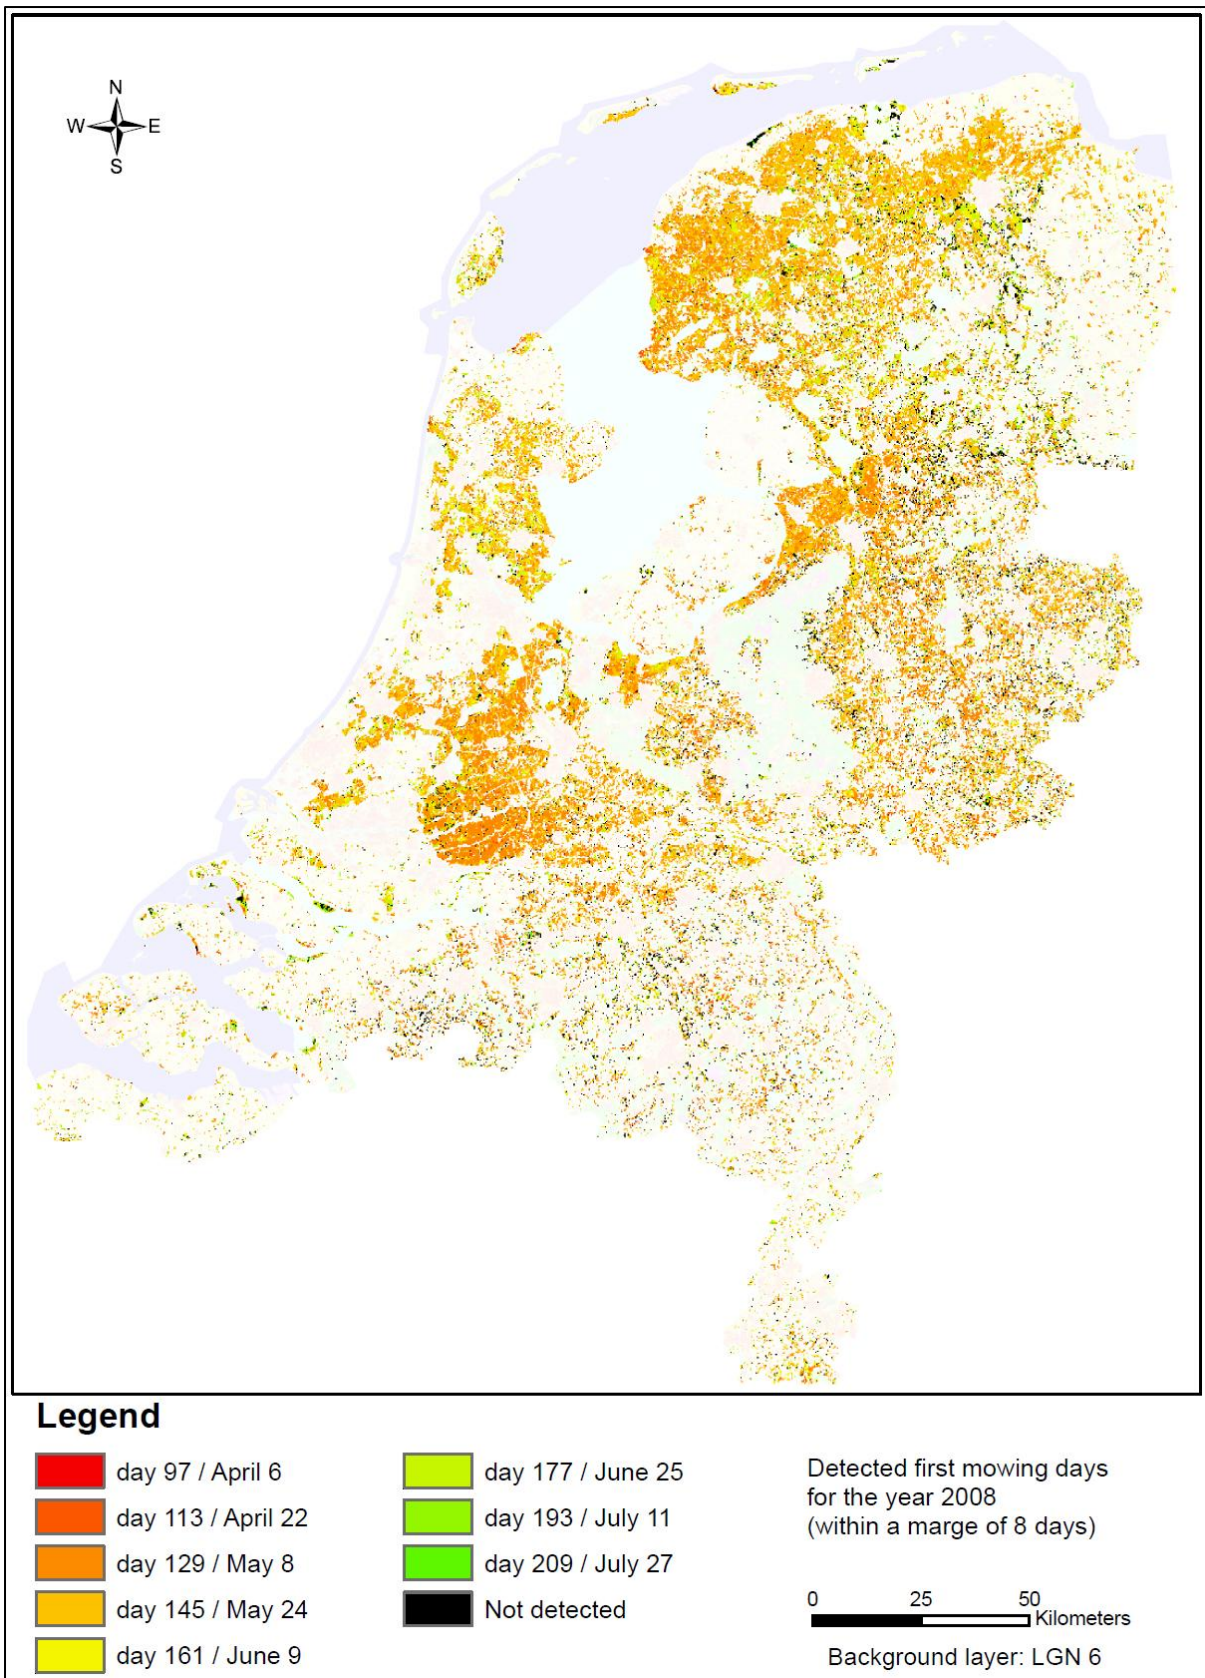 N
W E
S
Legend
day 97 / April 6
day 113 / April 22
day 129 / May 8
day 145 / May 24
day 161 / June 9
day 177 / June 25
day 193 / July 11
day 209 / July 27
Not detected
Detected first mowing days
for the year 2008
(within a marge of 8 days)
0 25 50
Kilometers
Background layer: LGN 6